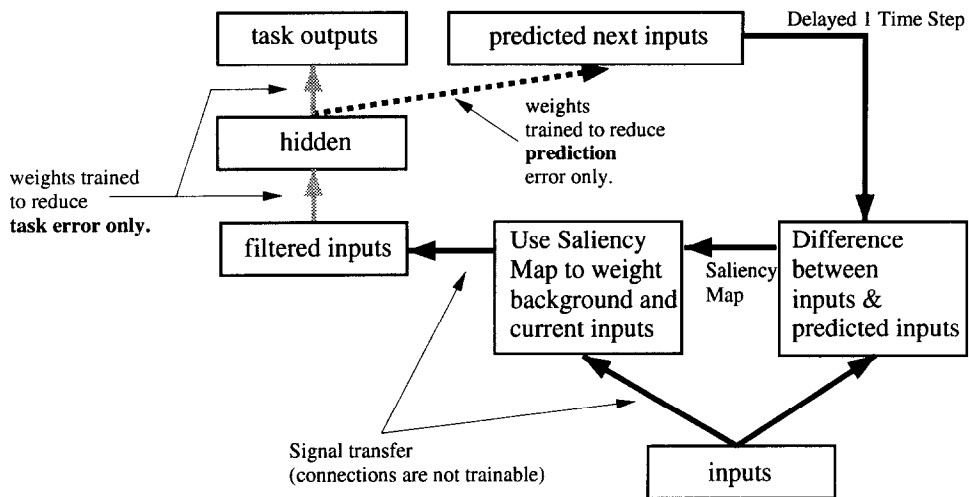 Delayed 1 Time Step
task outputs
predicted next inputs
weights
trained to reduce
prediction
error only.
hidden
weights trained
to reduce
task error only.
filtered inputs
Use Saliency
Map to weight
background and
current inputs
Saliency
Map
Difference
between
inputs &
predicted inputs
Signal transfer
(connections are not trainable)
inputs